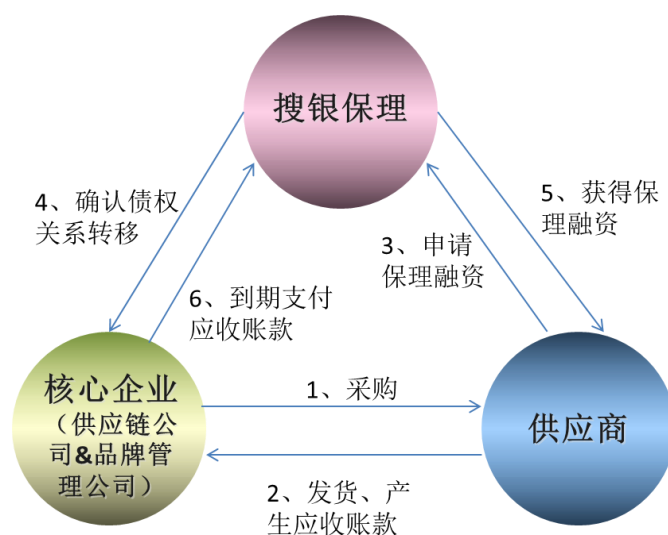 搜银保理
4、确认债权
关系转移
5、获得保
理融资
3、申请
保理融资
6、到期支付
应收账款
核心企业
（供应链公
司&品牌管
理公司）
1、采购
供应商
2、发货、产
生应收账款